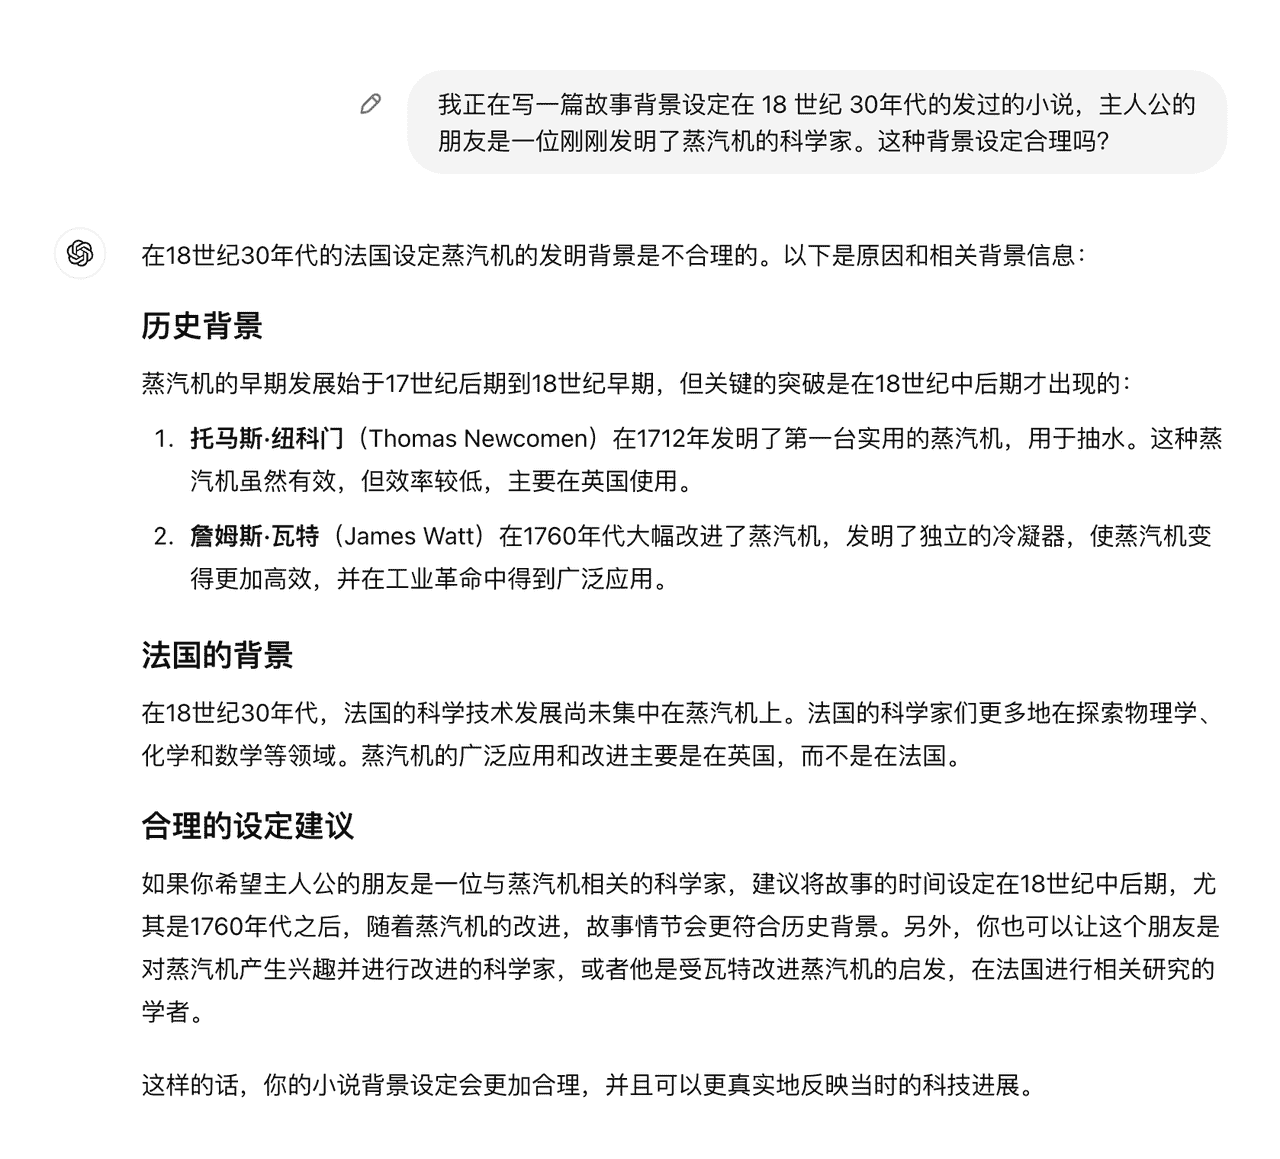 我正在写一篇故事背景设定在 18 世纪 30年代的发过的小说，主人公的
朋友是一位刚刚发明了蒸汽机的科学家。这种背景设定合理吗？
在18世纪30年代的法国设定蒸汽机的发明背景是不合理的。以下是原因和相关背景信息：
历史背景
蒸汽机的早期发展始于17世纪后期到18世纪早期，但关键的突破是在18世纪中后期才出现的：
1. 托马斯·纽科门（Thomas Newcomen）在1712年发明了第一台实用的蒸汽机，用于抽水。这种蒸
汽机虽然有效，但效率较低，主要在英国使用。
2. 詹姆斯·瓦特（James Watt）在1760年代大幅改进了蒸汽机，发明了独立的冷凝器，使蒸汽机变
得更加高效，并在工业革命中得到广泛应用。
法国的背景
在18世纪30年代，法国的科学技术发展尚未集中在蒸汽机上。法国的科学家们更多地在探索物理学、
化学和数学等领域。蒸汽机的广泛应用和改进主要是在英国，而不是在法国。
合理的设定建议
如果你希望主人公的朋友是一位与蒸汽机相关的科学家，建议将故事的时间设定在18世纪中后期，尤
其是1760年代之后，随着蒸汽机的改进，故事情节会更符合历史背景。另外，你也可以让这个朋友是
对蒸汽机产生兴趣并进行改进的科学家，或者他是受瓦特改进蒸汽机的启发，在法国进行相关研究的
学者。
这样的话，你的小说背景设定会更加合理，并且可以更真实地反映当时的科技进展。